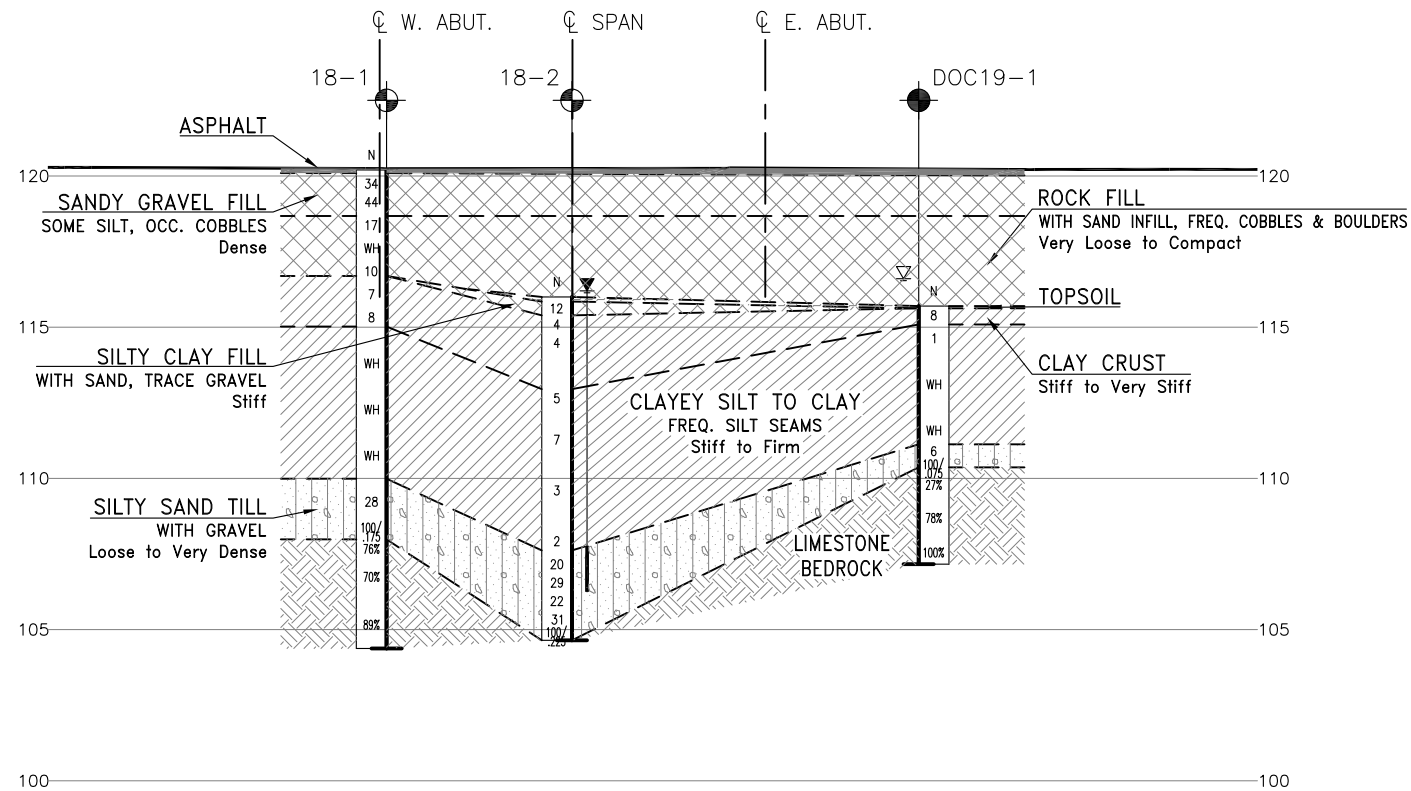 ℄ W. ABUT.
℄ SPAN
℄ E. ABUT.
18-1
18-2
DOC19-1
ASPHALT
120
120
SANDY GRAVEL FILL
SOME SILT, OCC. COBBLES
Dense
ROCK FILL
WITH SAND INFILL, FREQ. COBBLES & BOULDERS
Very Loose to Compact
TOPSOIL
115
115
SILTY CLAY FILL
WITH SAND, TRACE GRAVEL
Stiff
CLAY CRUST
Stiff to Very Stiff
CLAYEY SILT TO CLAY
FREQ. SILT SEAMS
Stiff to Firm
110
110
SILTY SAND TILL
WITH GRAVEL
Loose to Very Dense
LIMESTONE
BEDROCK
105
105
100
100
N
34
44
17
WH
10
7
8
WH
WH
WH
28
100/
.175
76%
70%
89%
N
12
4
4
5
7
3
2
20
29
22
31
100/
.225
N
8
1
WH
WH
6
100/
.075
27%
78%
100%